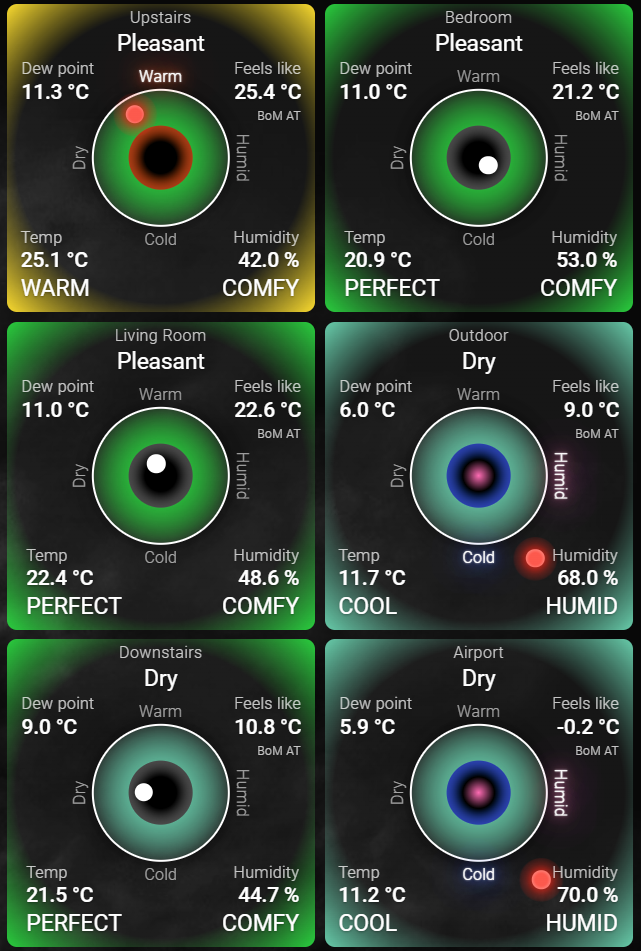 Upstairs
Pleasant
Dew point
11.3 °C
Warm
Feels like
25.4 °C
BoM AT
Dry
Humid
Cold
Temp
25.1 °C
WARM
Humidity
42.0 %
COMFY
Bedroom
Pleasant
Dew point
11.0 °C
Warm
Feels like
21.2 °C
BoM AT
Dry
Humid
Cold
Temp
20.9 °C
PERFECT
Humidity
53.0 %
COMFY
Living Room
Pleasant
Dew point
11.0 °C
Warm
Feels like
22.6 °C
BoM AT
Dry
Humid
Cold
Temp
22.4 °C
PERFECT
Humidity
48.6 %
COMFY
Outdoor
Dry
Dew point
6.0 °C
Warm
Feels like
9.0 °C
BoM AT
Dry
Humid
Cold
Temp
11.7 °C
COOL
Humidity
68.0 %
HUMID
Downstairs
Dry
Dew point
9.0 °C
Warm
Feels like
10.8 °C
BoM AT
Dry
Humid
Cold
Temp
21.5 °C
PERFECT
Humidity
44.7 %
COMFY
Airport
Dry
Dew point
5.9 °C
Warm
Feels like
-0.2 °C
BoM AT
Dry
Humid
Cold
Temp
11.2 °C
COOL
Humidity
70.0 %
HUMID